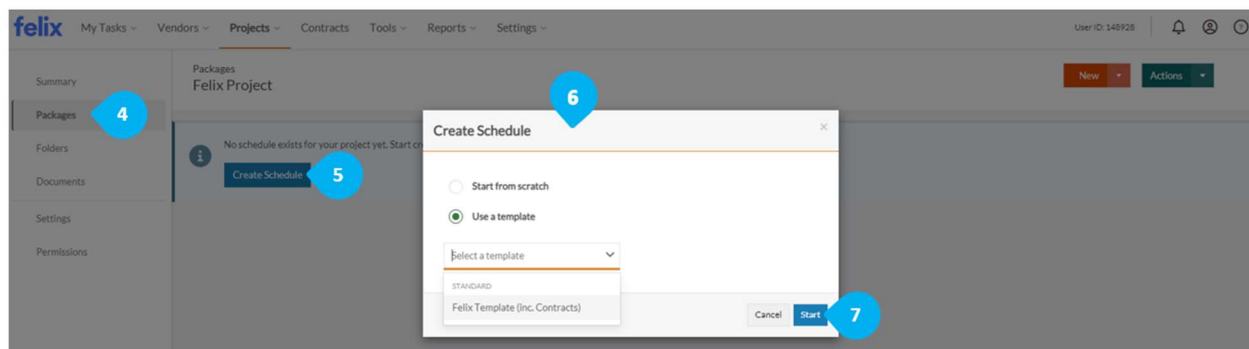 felix My Tasks Vendors Projects Contracts Tools Reports Settings User ID: 148928
Packages
Felix Project
New Actions
Summary
Packages 4
Folders
Documents
Settings
Permissions
No schedule exists for your project yet. Start cr
Create Schedule 5
6
Create Schedule
Start from scratch
Use a template
Select a template
STANDARD
Felix Template (inc. Contracts)
Cancel Start 7